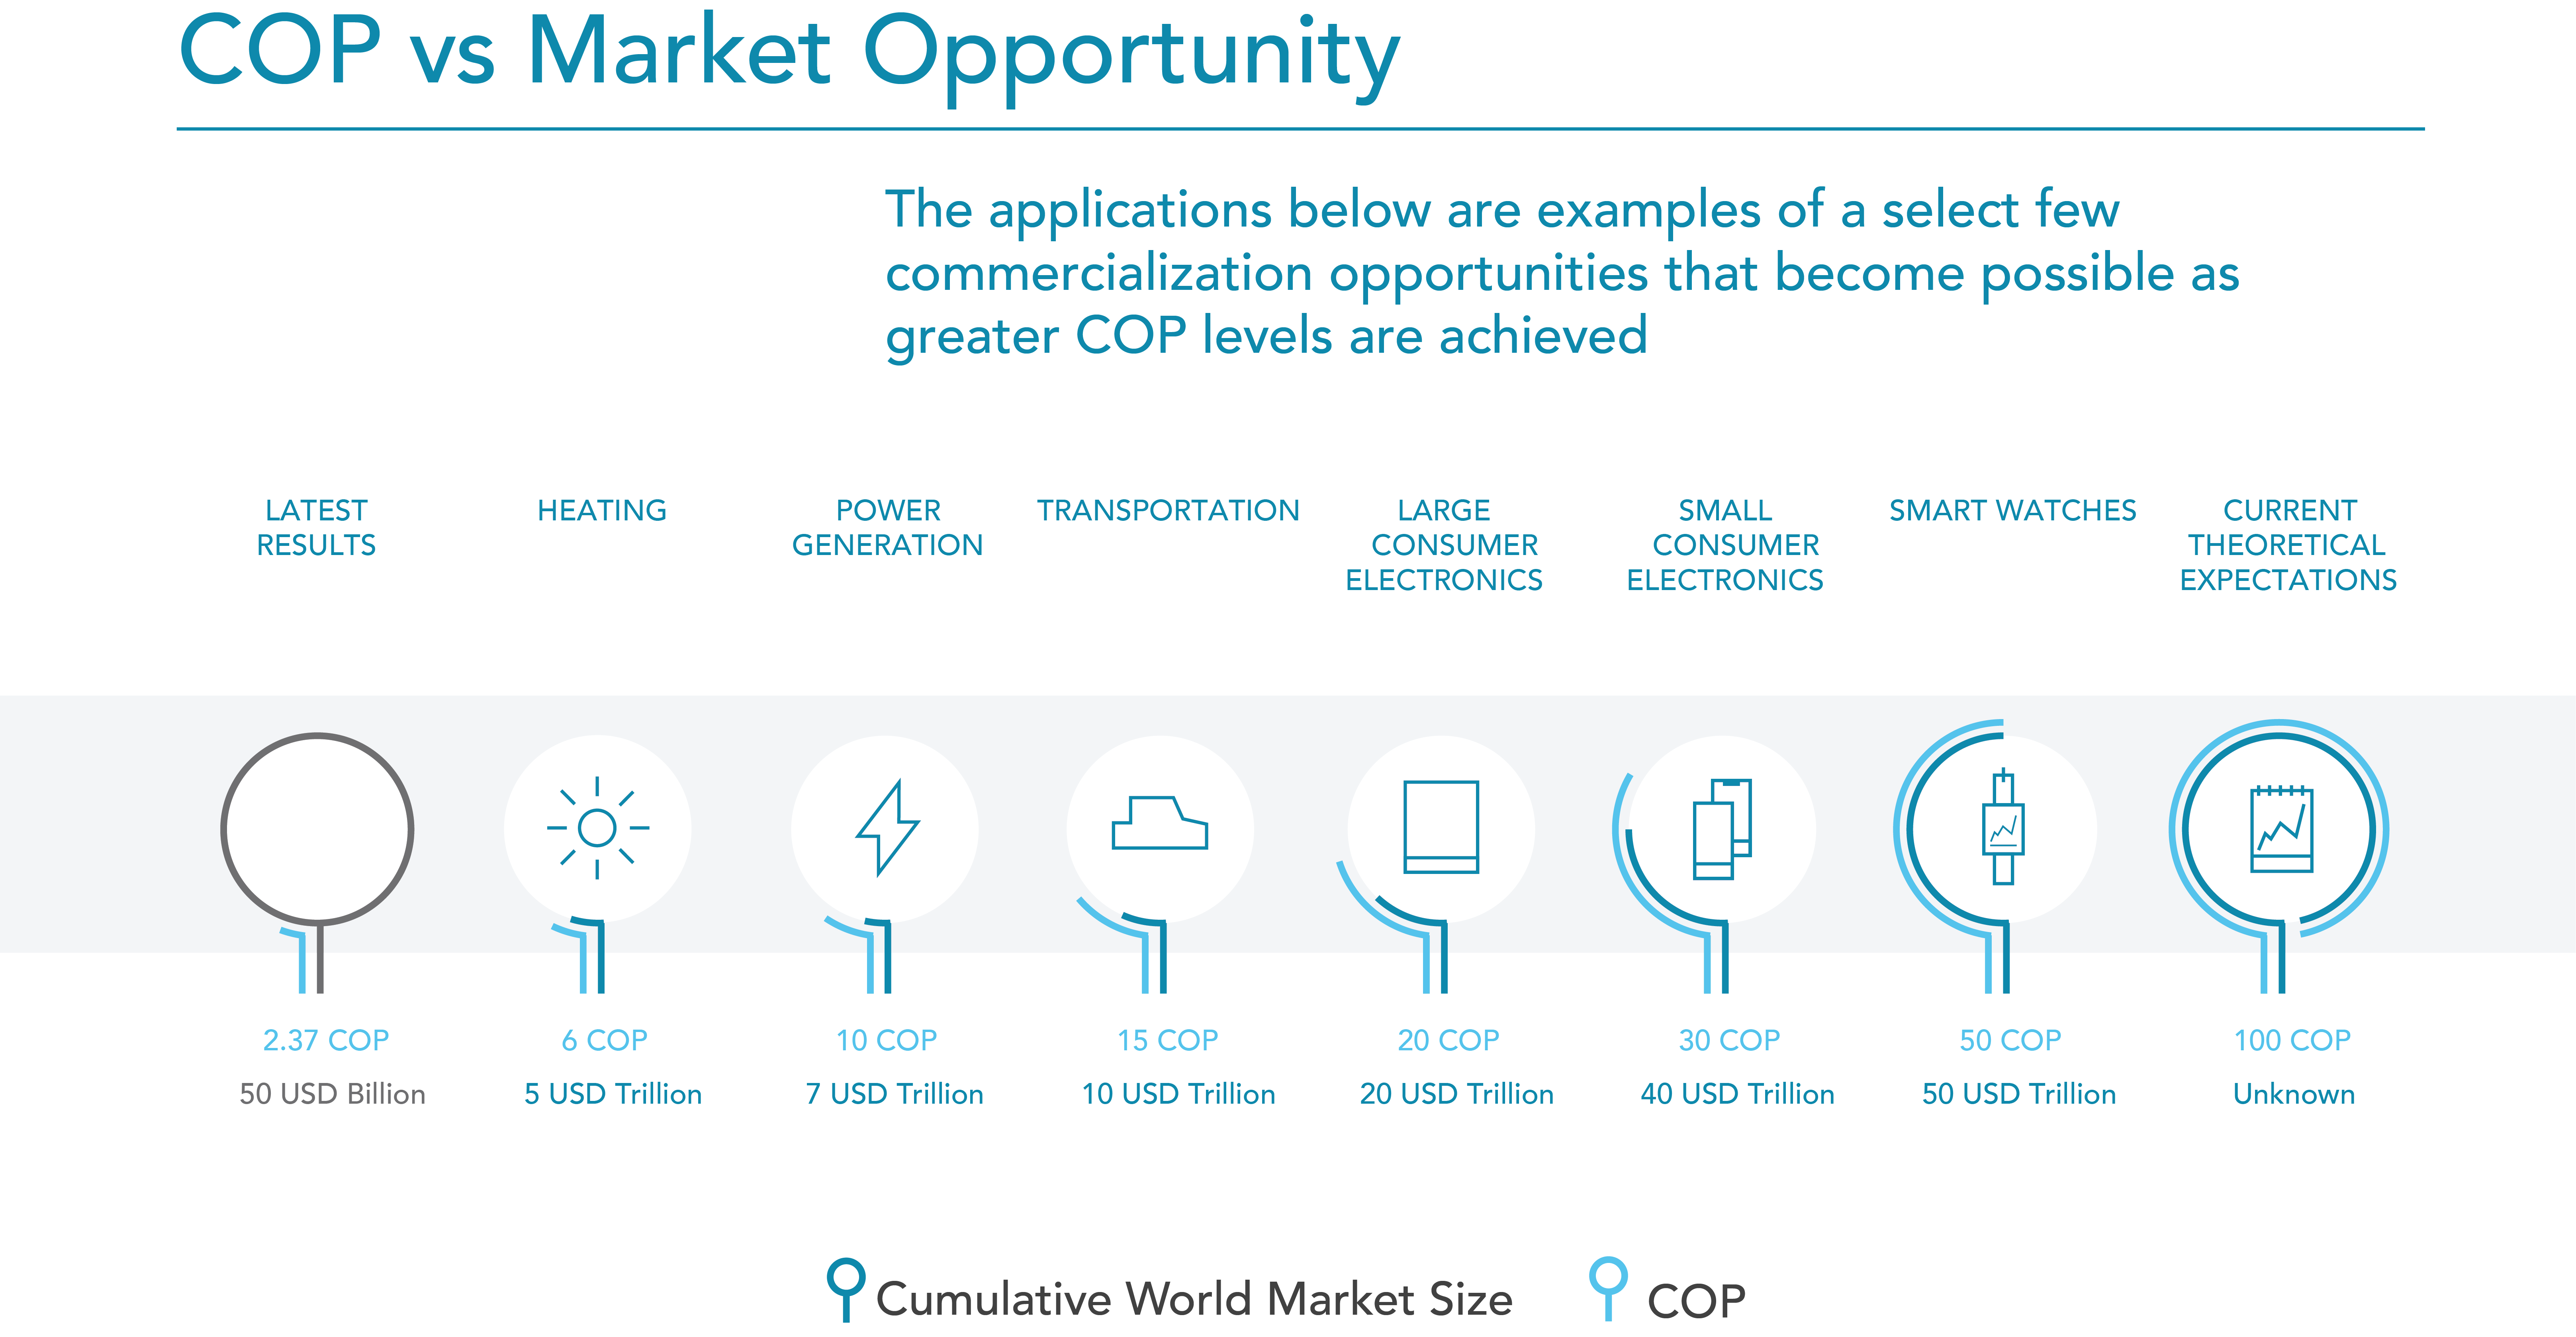 COP vs Market Opportunity
The applications below are examples of a select few
commercialization opportunities that become possible as
greater COP levels are achieved
LATEST
RESULTS
HEATING
POWER
GENERATION
TRANSPORTATION
LARGE
CONSUMER
ELECTRONICS
SMALL
CONSUMER
ELECTRONICS
SMART WATCHES
CURRENT
THEORETICAL
EXPECTATIONS
2.37 COP
50 USD Billion
6 COP
5 USD Trillion
10 COP
7 USD Trillion
15 COP
10 USD Trillion
20 COP
20 USD Trillion
30 COP
40 USD Trillion
50 COP
50 USD Trillion
100 COP
Unknown
Cumulative World Market Size
COP